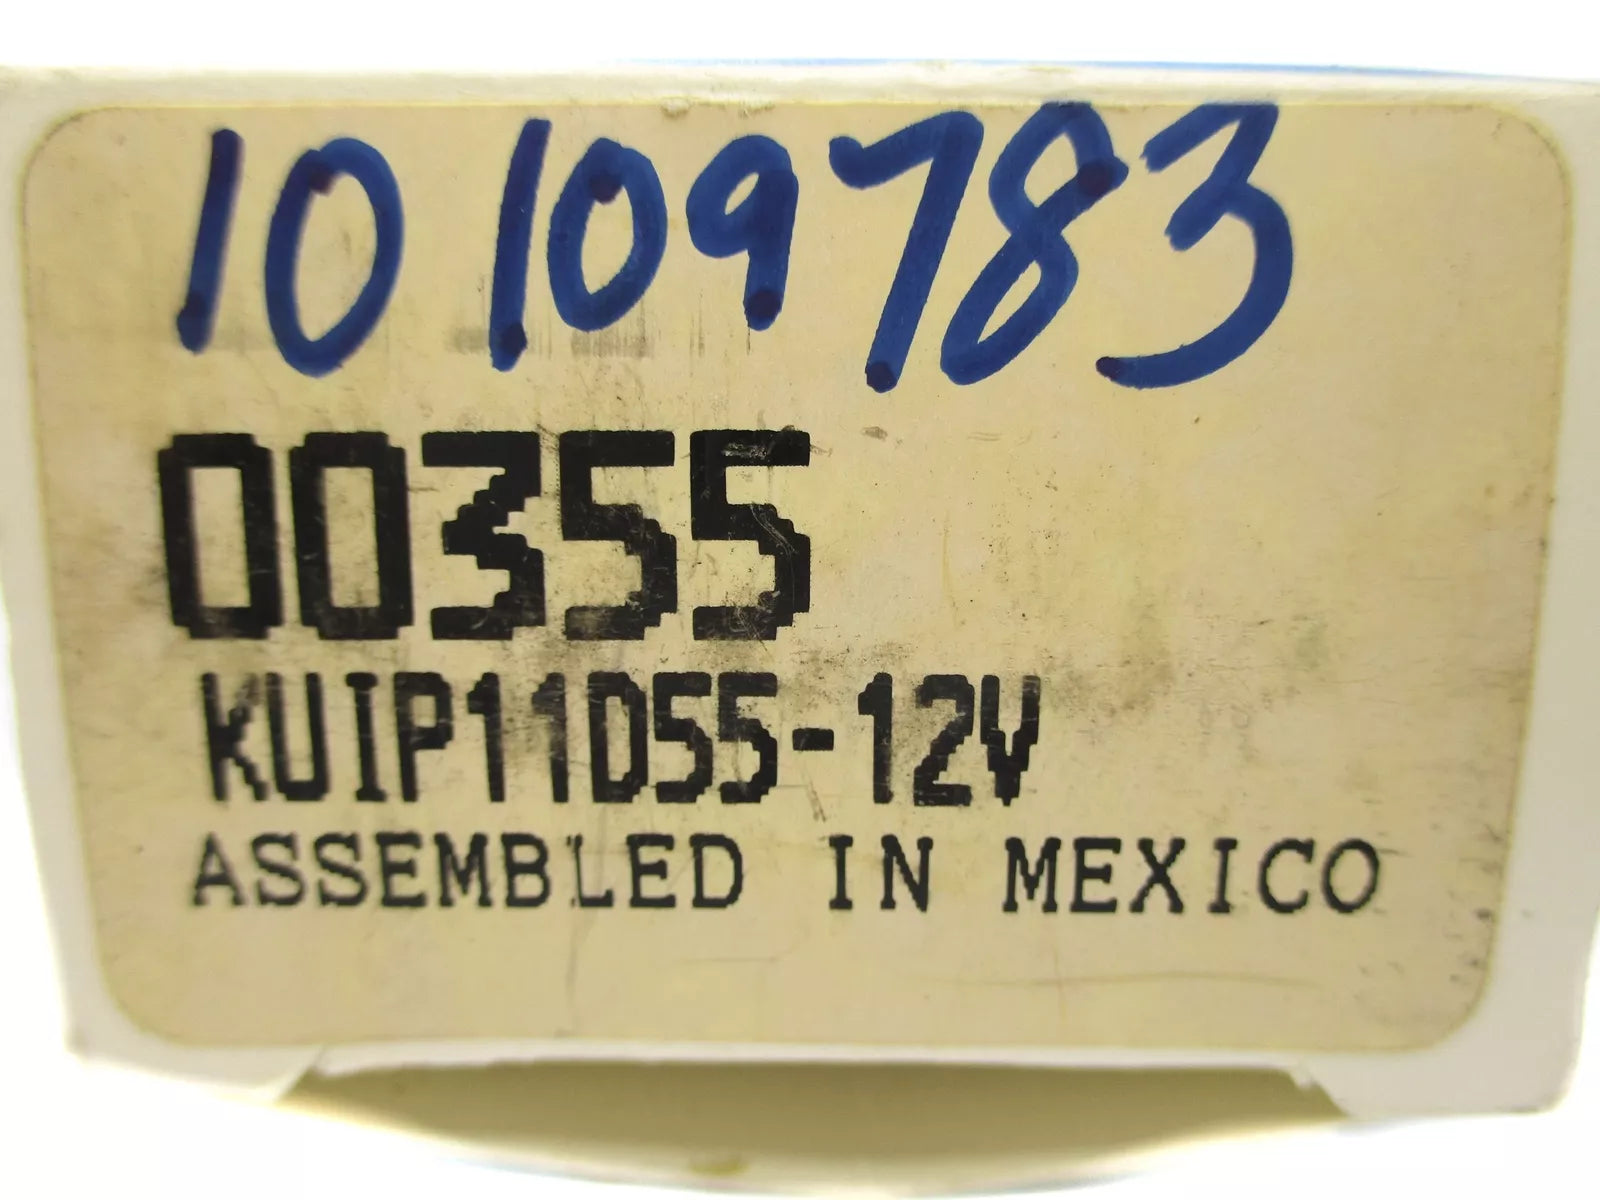 10109783
00355
KUIP11D55-12V
ASSEMBLED IN MEXICO